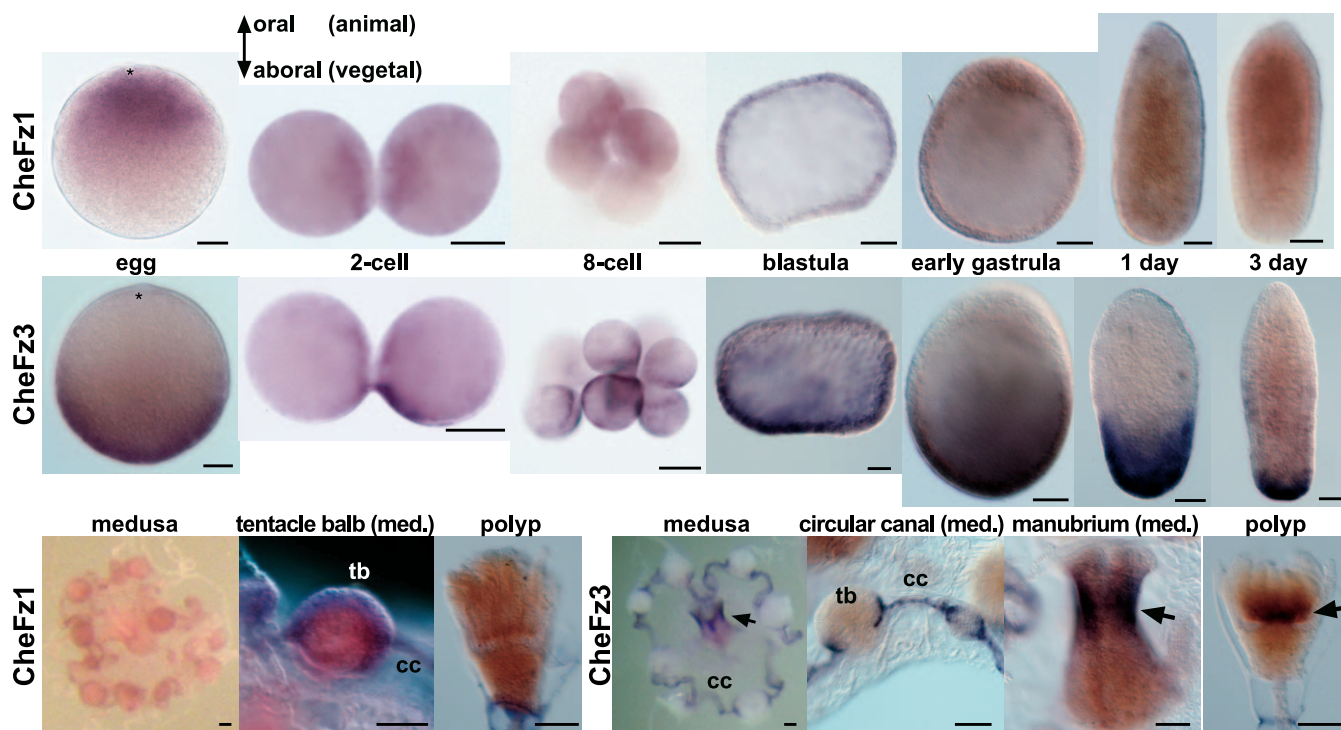 oral (animal)
aboral (vegetal)
CheFz1
*
egg 2-cell 8-cell blastula early gastrula 1 day 3 day
CheFz3
*
medusa tentacle balb (med.) polyp medusa circular canal (med.) manubrium (med.) polyp
CheFz1
tb
cc
CheFz3
cc
tb
cc